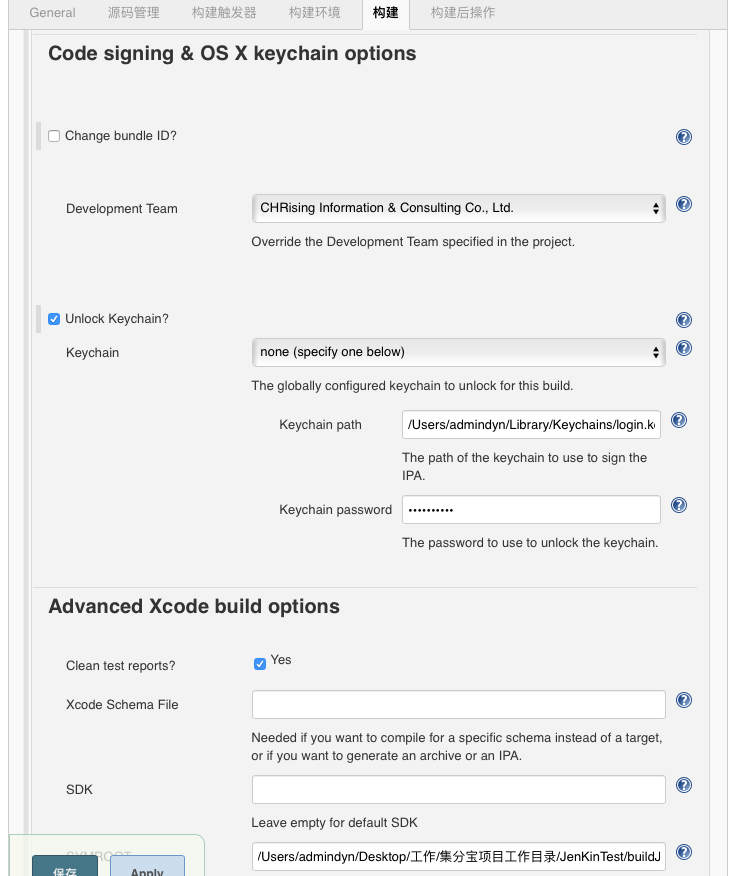 General 源码管理 构建触发器 构建环境 构建 构建后操作
Code signing & OS X keychain options
Change bundle ID?
Development Team CHRising Information & Consulting Co., Ltd.
Override the Development Team specified in the project.
Unlock Keychain?
Keychain none (specify one below)
The globally configured keychain to unlock for this build.
Keychain path /Users/admindyn/Library/Keychains/login.k
The path of the keychain to use to sign the
IPA.
Keychain password ••••••••••
The password to use to unlock the keychain.
Advanced Xcode build options
Clean test reports? Yes
Xcode Schema File
Needed if you want to compile for a specific schema instead of a target,
or if you want to generate an archive or an IPA.
SDK
Leave empty for default SDK
SYMROOT /Users/admindyn/Desktop/工作/集分宝项目工作目录/JenKinTest/buildJ
保存 Apply